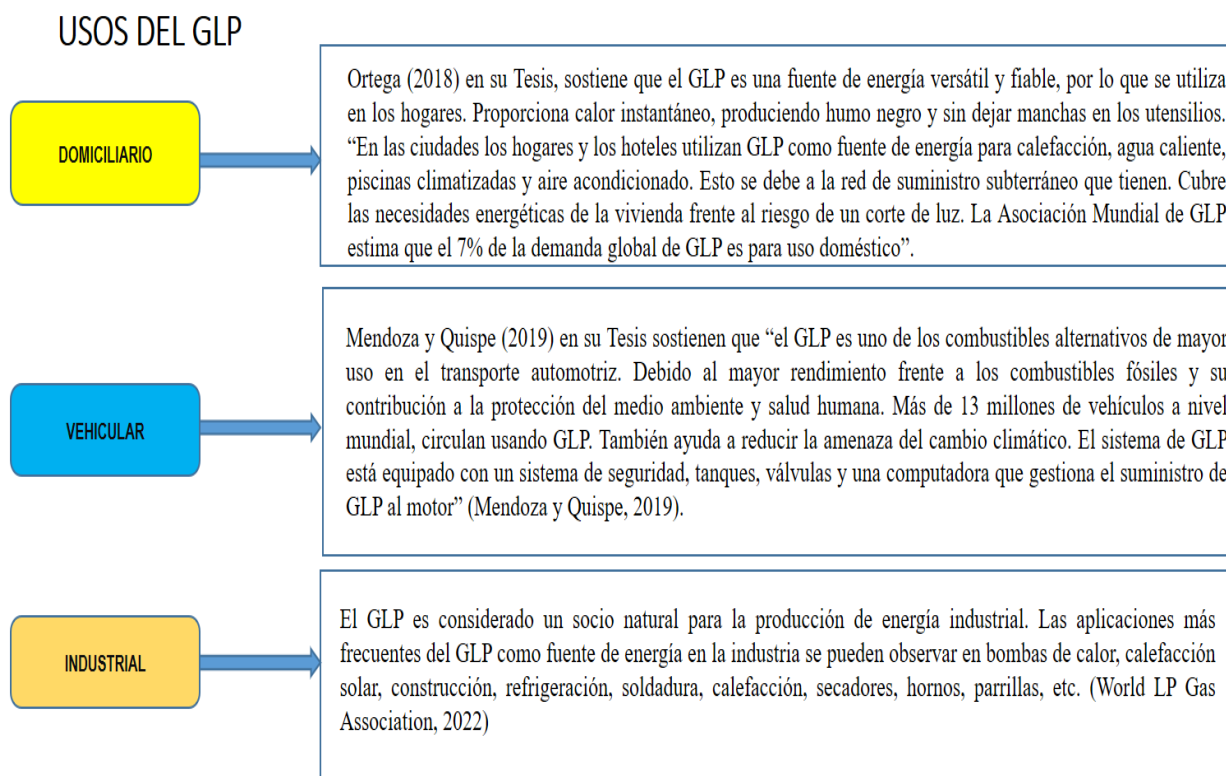 USOS DEL GLP
DOMICILIARIO
Ortega (2018) en su Tesis, sostiene que el GLP es una fuente de energía versátil y fiable, por lo que se utiliza
en los hogares. Proporciona calor instantáneo, produciendo humo negro y sin dejar manchas en los utensilios.
“En las ciudades los hogares y los hoteles utilizan GLP como fuente de energía para calefacción, agua caliente,
piscinas climatizadas y aire acondicionado. Esto se debe a la red de suministro subterráneo que tienen. Cubre
las necesidades energéticas de la vivienda frente al riesgo de un corte de luz. La Asociación Mundial de GLP
estima que el 7% de la demanda global de GLP es para uso doméstico”.
VEHICULAR
Mendoza y Quispe (2019) en su Tesis sostienen que “el GLP es uno de los combustibles alternativos de mayor
uso en el transporte automotriz. Debido al mayor rendimiento frente a los combustibles fósiles y su
contribución a la protección del medio ambiente y salud humana. Más de 13 millones de vehículos a nivel
mundial, circulan usando GLP. También ayuda a reducir la amenaza del cambio climático. El sistema de GLP
está equipado con un sistema de seguridad, tanques, válvulas y una computadora que gestiona el suministro de
GLP al motor” (Mendoza y Quispe, 2019).
INDUSTRIAL
El GLP es considerado un socio natural para la producción de energía industrial. Las aplicaciones más
frecuentes del GLP como fuente de energía en la industria se pueden observar en bombas de calor, calefacción
solar, construcción, refrigeración, soldadura, calefacción, secadores, hornos, parrillas, etc. (World LP Gas
Association, 2022)